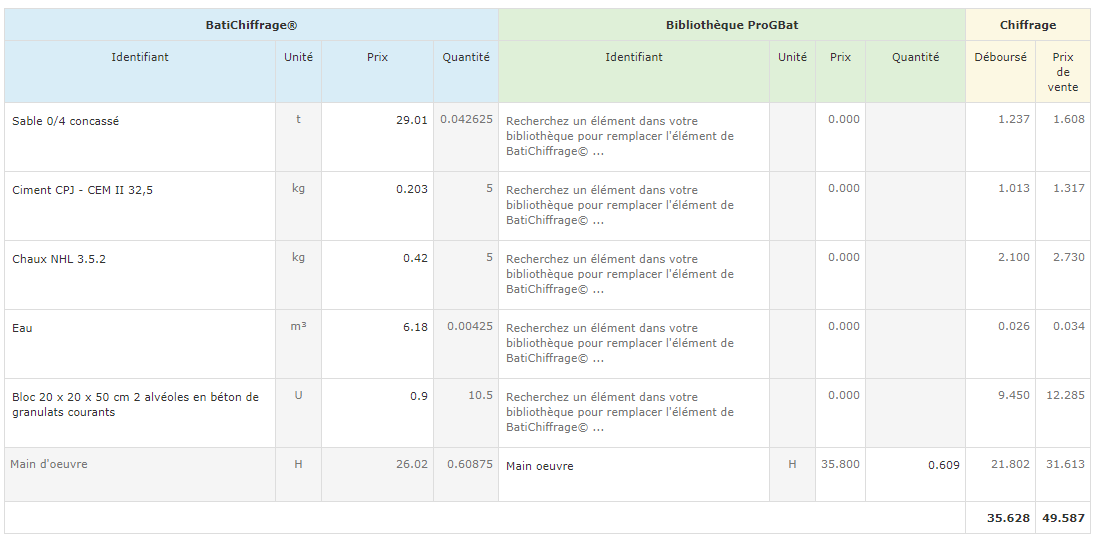 BatiChiffrage® Bibliothèque ProGBat Chiffrage
Identifiant Unité Prix Quantité Identifiant Unité Prix Quantité Déboursé Prix
de
vente
Sable 0/4 concassé t 29.01 0.042625 Recherchez un élément dans votre 0.000 1.237 1.608
bibliothèque pour remplacer l'élément de
BatiChiffrage© ...
Ciment CPJ - CEM II 32,5 kg 0.203 5 Recherchez un élément dans votre 0.000 1.013 1.317
bibliothèque pour remplacer l'élément de
BatiChiffrage© ...
Chaux NHL 3.5.2 kg 0.42 5 Recherchez un élément dans votre 0.000 2.100 2.730
bibliothèque pour remplacer l'élément de
BatiChiffrage© ...
Eau m³ 6.18 0.00425 Recherchez un élément dans votre 0.000 0.026 0.034
bibliothèque pour remplacer l'élément de
BatiChiffrage© ...
Bloc 20 x 20 x 50 cm 2 alvéoles en béton de U 0.9 10.5 Recherchez un élément dans votre 0.000 9.450 12.285
granulats courants bibliothèque pour remplacer l'élément de
BatiChiffrage© ...
Main d'oeuvre H 26.02 0.60875 Main oeuvre H 35.800 0.609 21.802 31.613
35.628 49.587